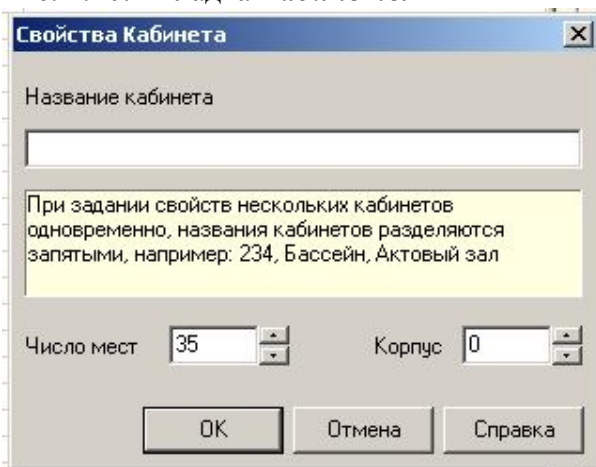 Свойства Кабинета
Название кабинета
При задании свойств нескольких кабинетов
одновременно, названия кабинетов разделяются
запятыми, например: 234, Бассейн, Актовый зал
Число мест 35 Корпус 0
ОК Отмена Справка